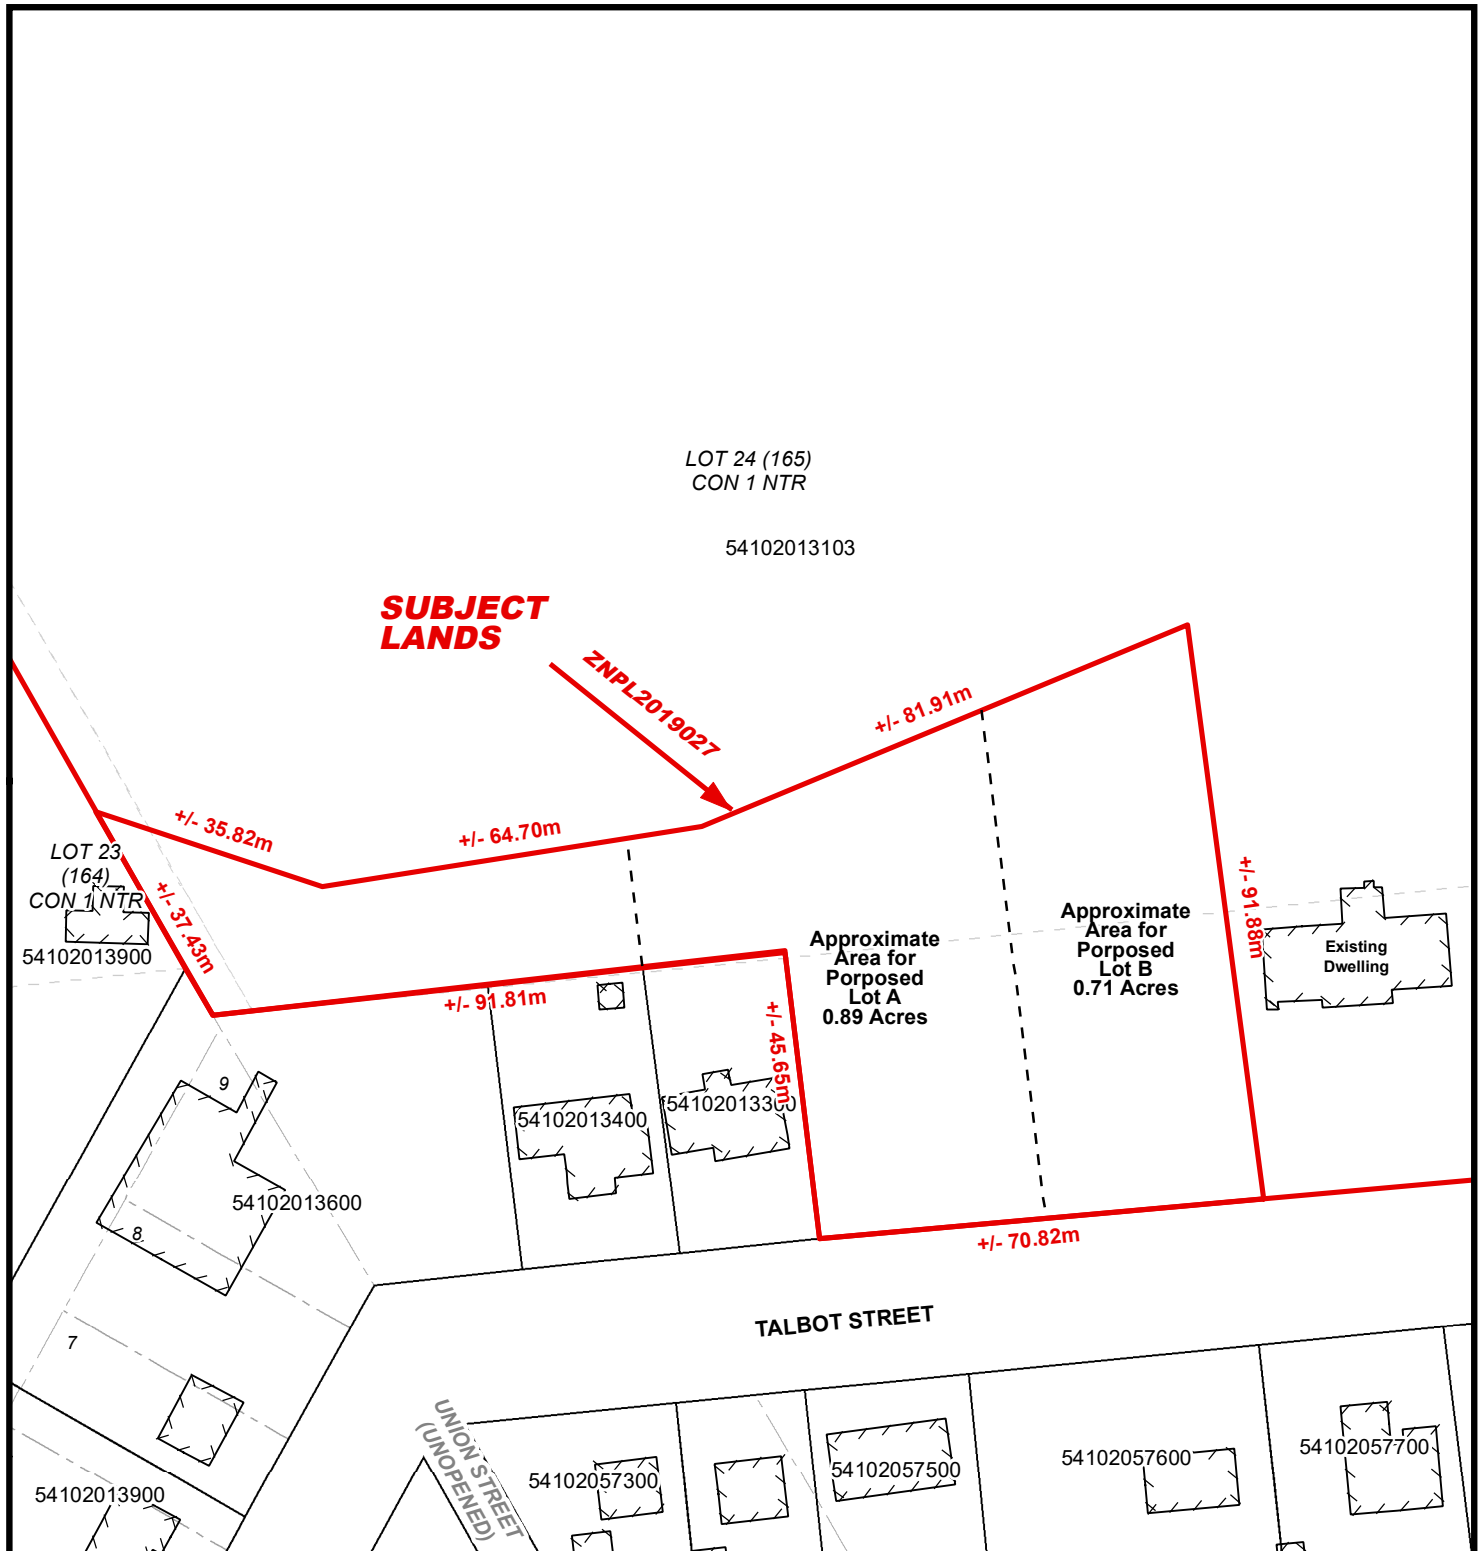 LOT 24 (165)
CON 1 NTR
54102013103
SUBJECT
LANDS
ZNPL2019027
+/- 81.91m
+/- 35.82m
+/- 64.70m
LOT 23
(164)
CON 1 NTR
54102013900
+/- 37.43m
+/- 91.81m
+/- 45.65m
Approximate
Area for
Porposed
Lot A
0.89 Acres
Approximate
Area for
Porposed
Lot B
0.71 Acres
+/- 91.88m
Existing
Dwelling
9
54102013400
54102013300
54102013600
8
+/- 70.82m
TALBOT STREET
7
UNION STREET
(UNOPENED)
54102013900
54102057300
54102057500
54102057600
54102057700